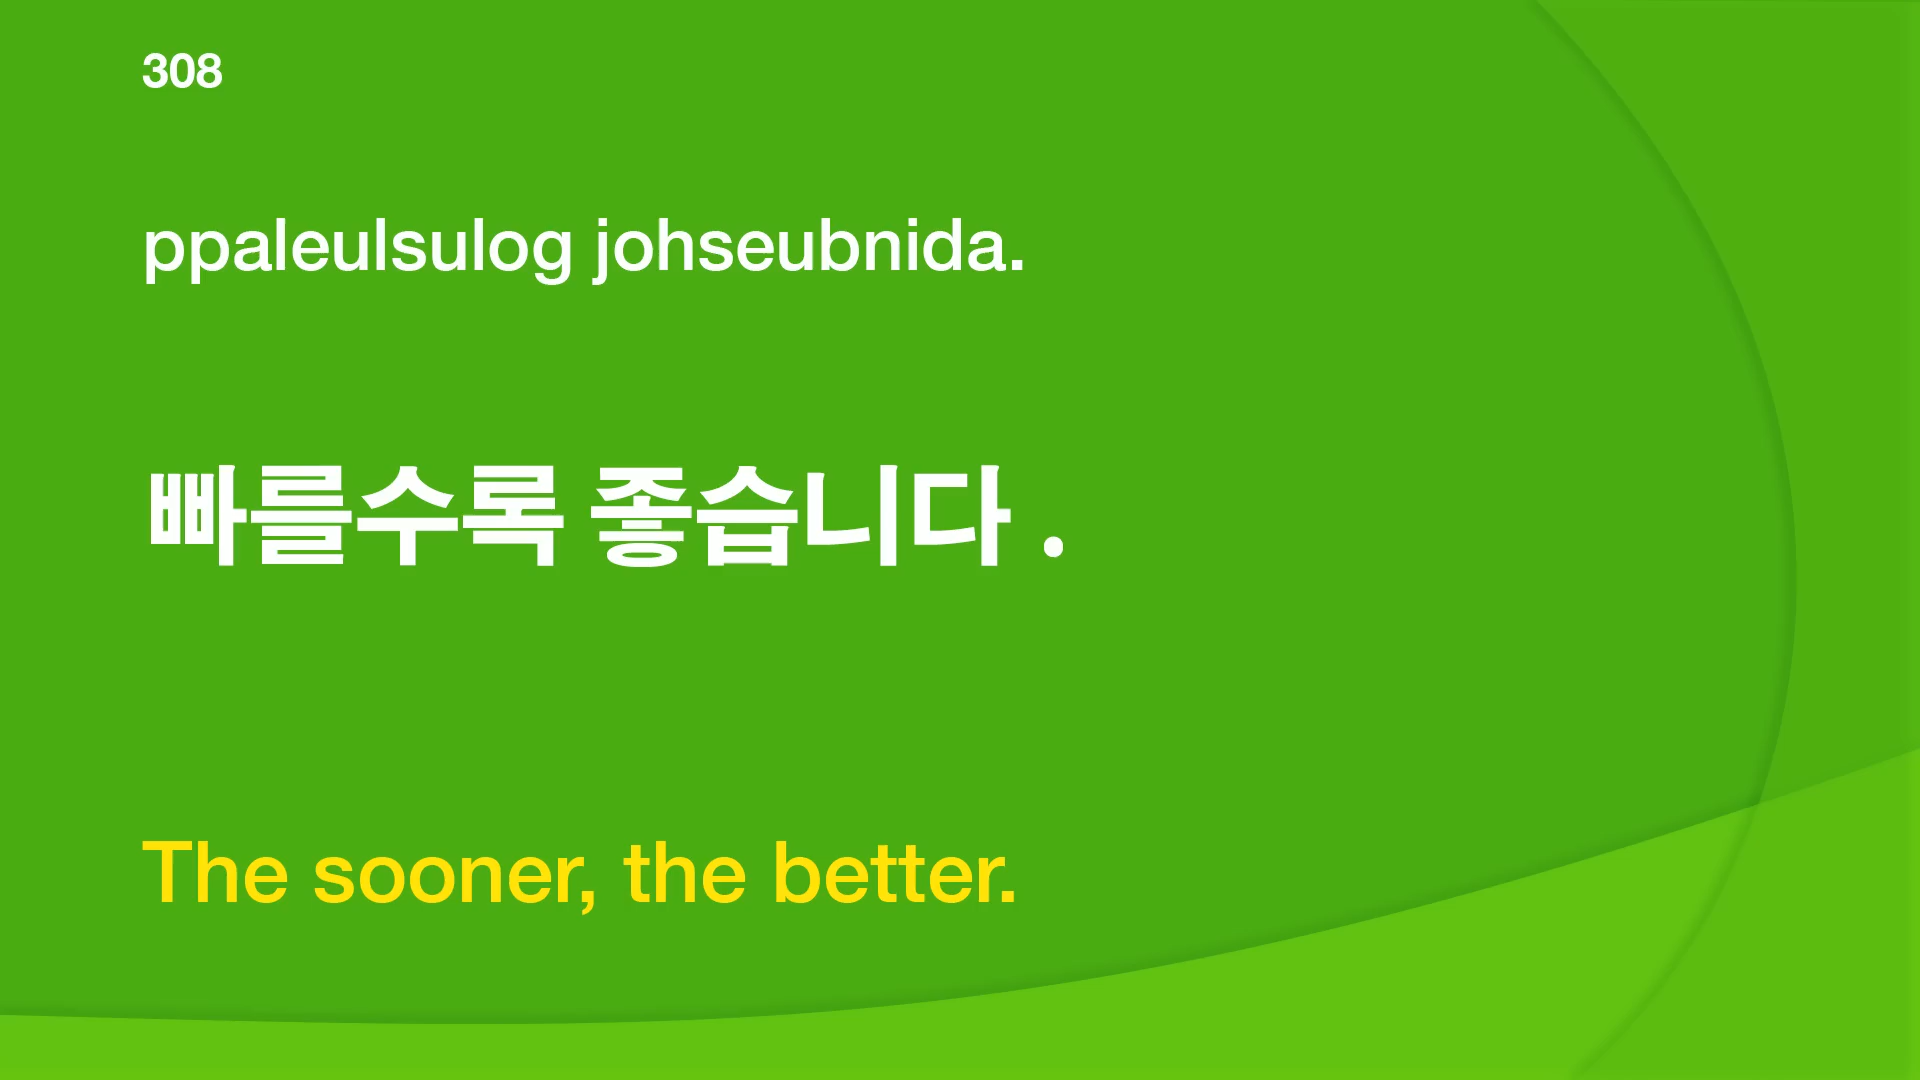 308
ppaleulsulog johseubnida.
빠를수록 좋습니다 .
The sooner, the better.